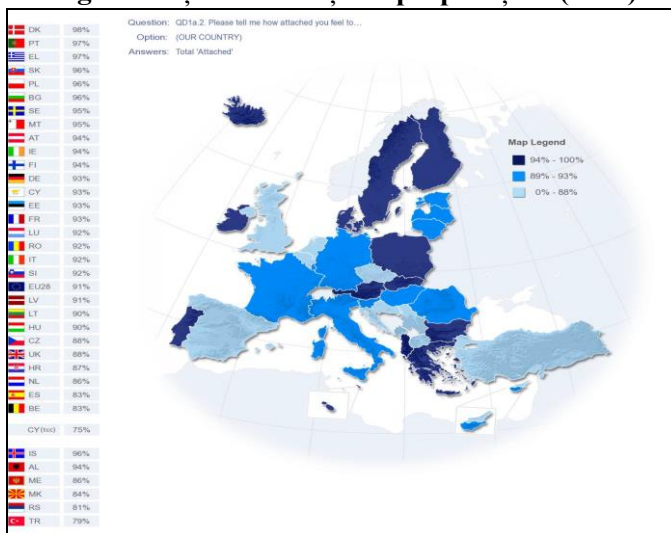 Question: QD1a.2. Please tell me how attached you feel to…
Option: (OUR COUNTRY)
Answers: Total 'Attached'
DK 98%
PT 97%
EL 97%
SK 96%
PL 96%
BG 96%
SE 95%
MT 95%
AT 94%
IE 94%
FI 94%
DE 93%
CY 93%
EE 93%
FR 93%
LU 92%
RO 92%
IT 92%
SI 92%
EU28 91%
LV 91%
LT 90%
HU 90%
CZ 88%
UK 88%
HR 87%
NL 86%
ES 83%
BE 83%
CY(tcc) 75%
IS 96%
AL 94%
ME 86%
MK 84%
RS 81%
TR 79%
Map Legend
94% - 100%
89% - 93%
0% - 88%